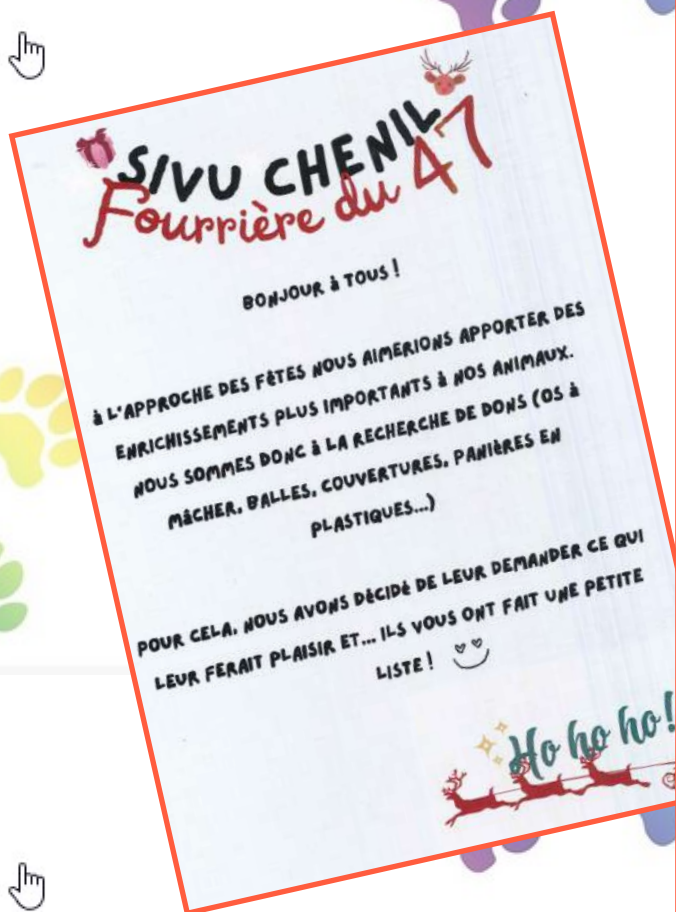 SIVU CHENIL
Fourrière du 47
BONJOUR à TOUS !
à L'APPROCHE DES FÊTES NOUS AIMERIONS APPORTER DES
ENRICHISSEMENTS PLUS IMPORTANTS à NOS ANIMAUX.
NOUS SOMMES DONC à LA RECHERCHE DE DONS (OS à
MÂCHER, BALLES, COUVERTURES, PANIÈRES EN
PLASTIQUES...)
POUR CELA, NOUS AVONS DÉCIDÉ DE LEUR DEMANDER CE QUI
LEUR FERAIT PLAISIR ET... ILS VOUS ONT FAIT UNE PETITE
LISTE !
Ho ho ho !